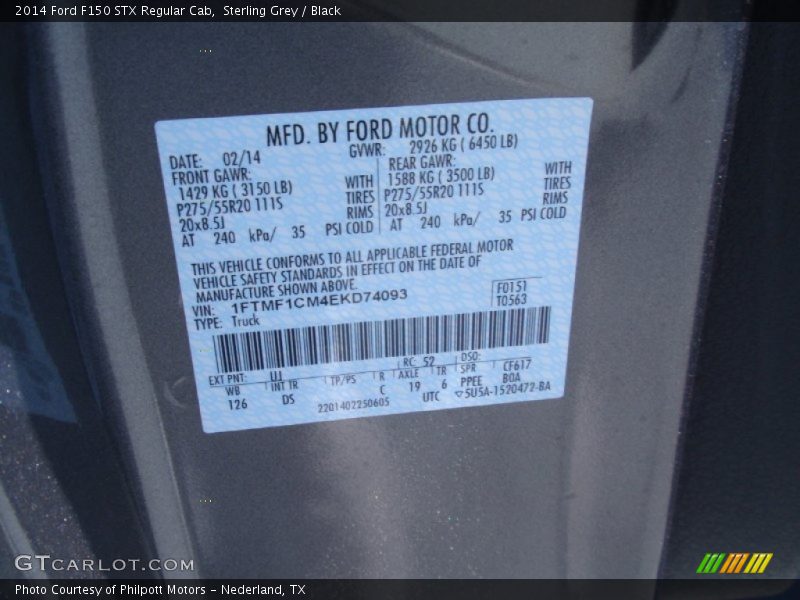 2014 Ford F150 STX Regular Cab,  Sterling Grey / Black
MFD. BY FORD MOTOR CO.
DATE: 02/14 GVWR: 2926 KG ( 6450 LB)
FRONT GAWR: REAR GAWR:
1429 KG ( 3150 LB) WITH 1588 KG ( 3500 LB) WITH
P275/55R20 111S TIRES P275/55R20 111S TIRES
20x8.5J RIMS 20x8.5J RIMS
AT 240 kPa/ 35 PSI COLD AT 240 kPa/ 35 PSI COLD
THIS VEHICLE CONFORMS TO ALL APPLICABLE FEDERAL MOTOR
VEHICLE SAFETY STANDARDS IN EFFECT ON THE DATE OF
MANUFACTURE SHOWN ABOVE.
VIN: 1FTMF1CM4EKD74093 F0151
TYPE: Truck T0563
EXT PNT: UJ RC: 52 DSO:
WB INT TR TP/PS R AXLE TR SPR CF617
126 DS C 19 6 PPEE BOA
2201402250605 UTC ▽5U5A-1520472-BA
GTCARLOT.COM
Photo Courtesy of Philpott Motors - Nederland, TX